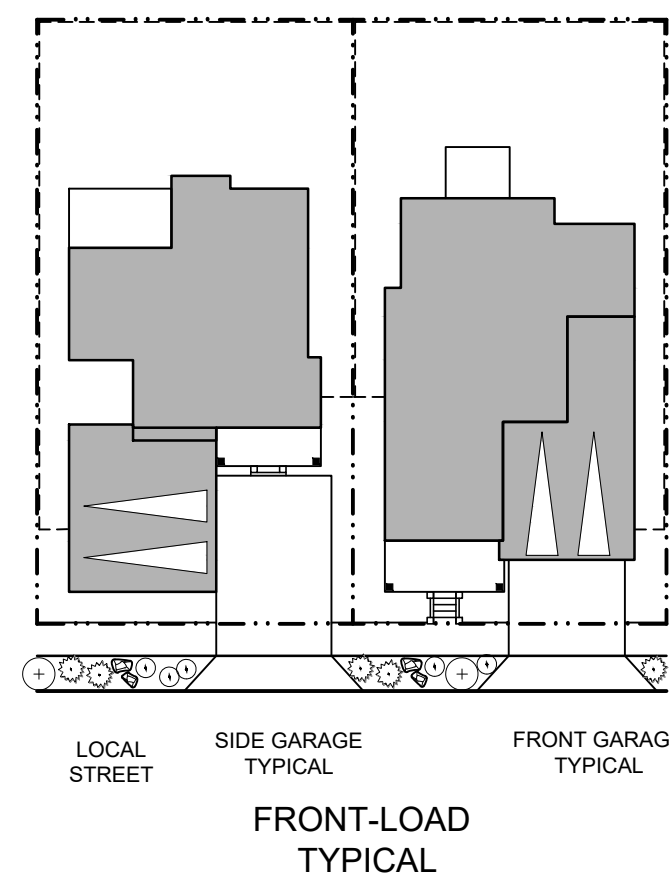 LOCAL
STREET
SIDE GARAGE
TYPICAL
FRONT GARAG
TYPICAL
FRONT-LOAD
TYPICAL